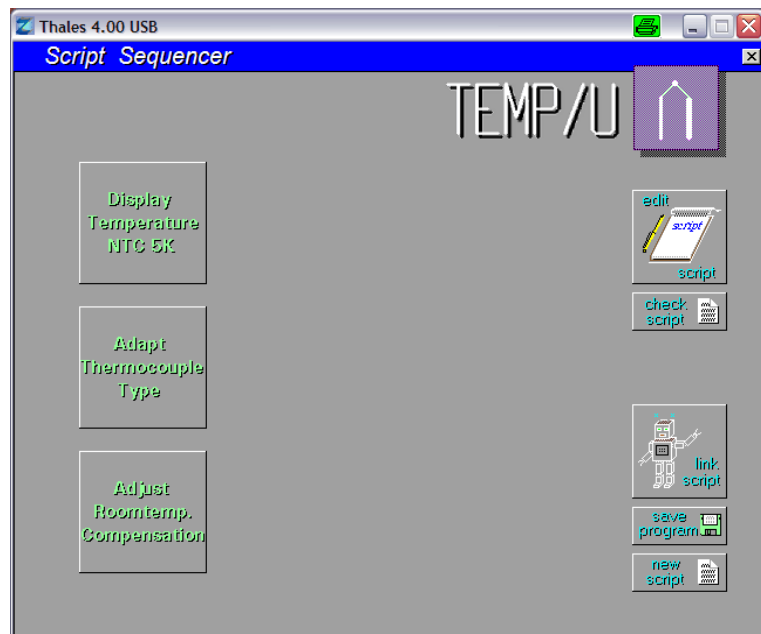 Thales 4.00 USB
Script Sequencer
TEMP/U
Display
Temperature
NTC 5K
Adapt
Thermocouple
Type
Adjust
Roomtemp.
Compensation
edit
script
script
check
script
link
script
save
program
new
script